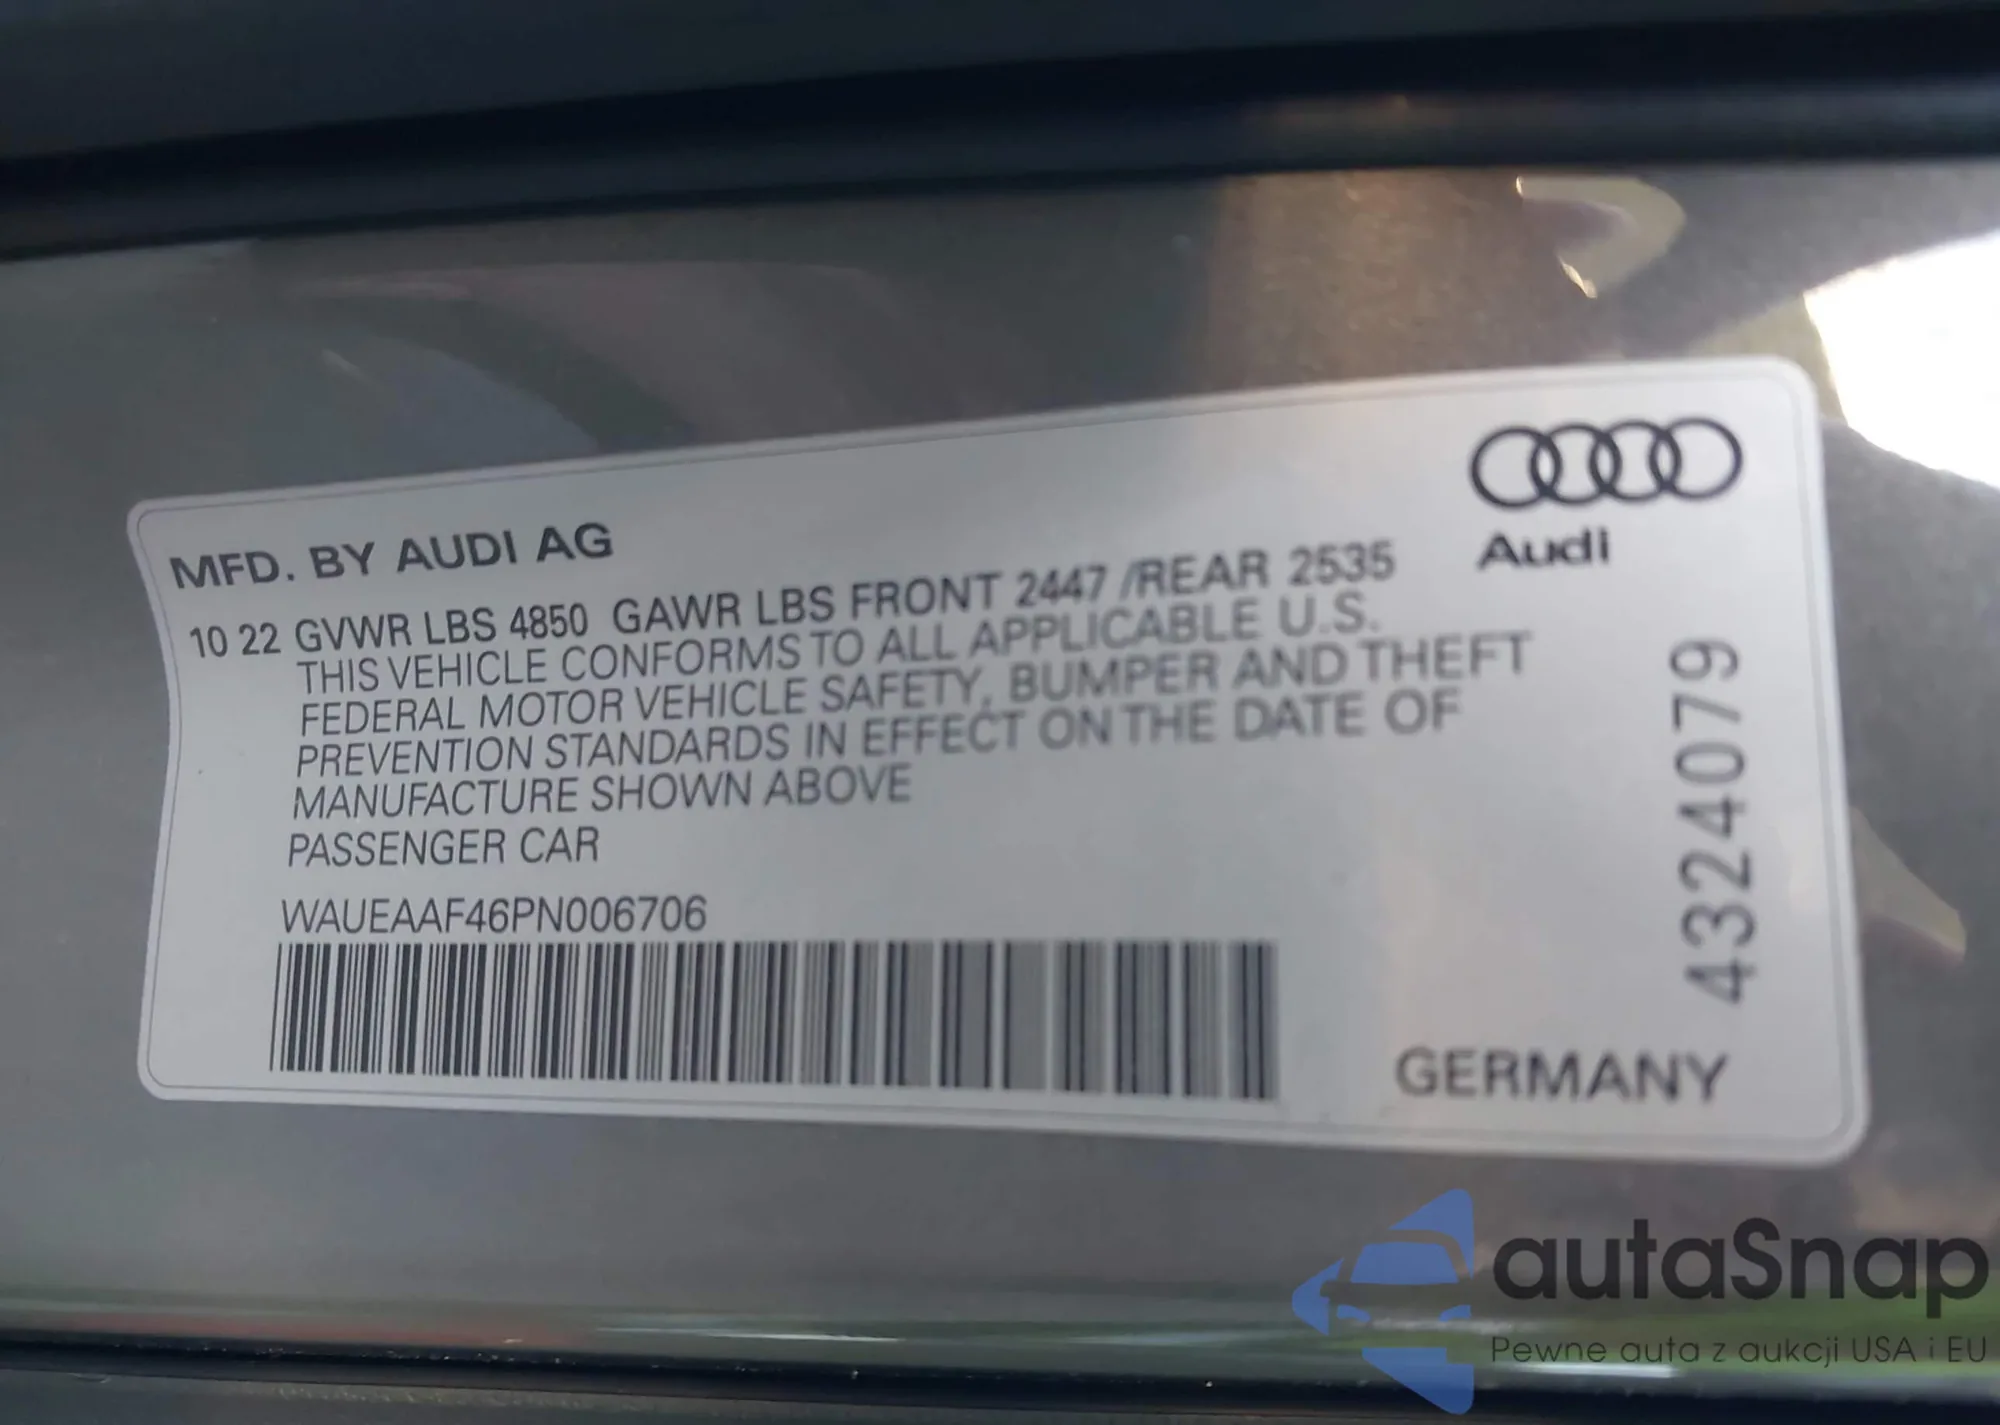 MFD. BY AUDI AG
Audi
10 22 GVWR LBS 4850 GAWR LBS FRONT 2447 /REAR 2535
THIS VEHICLE CONFORMS TO ALL APPLICABLE U.S.
FEDERAL MOTOR VEHICLE SAFETY, BUMPER AND THEFT
PREVENTION STANDARDS IN EFFECT ON THE DATE OF
MANUFACTURE SHOWN ABOVE
PASSENGER CAR
WAUEAAF46PN006706
4324079
GERMANY
autaSnap
Pewne auta z aukcji USA i EU